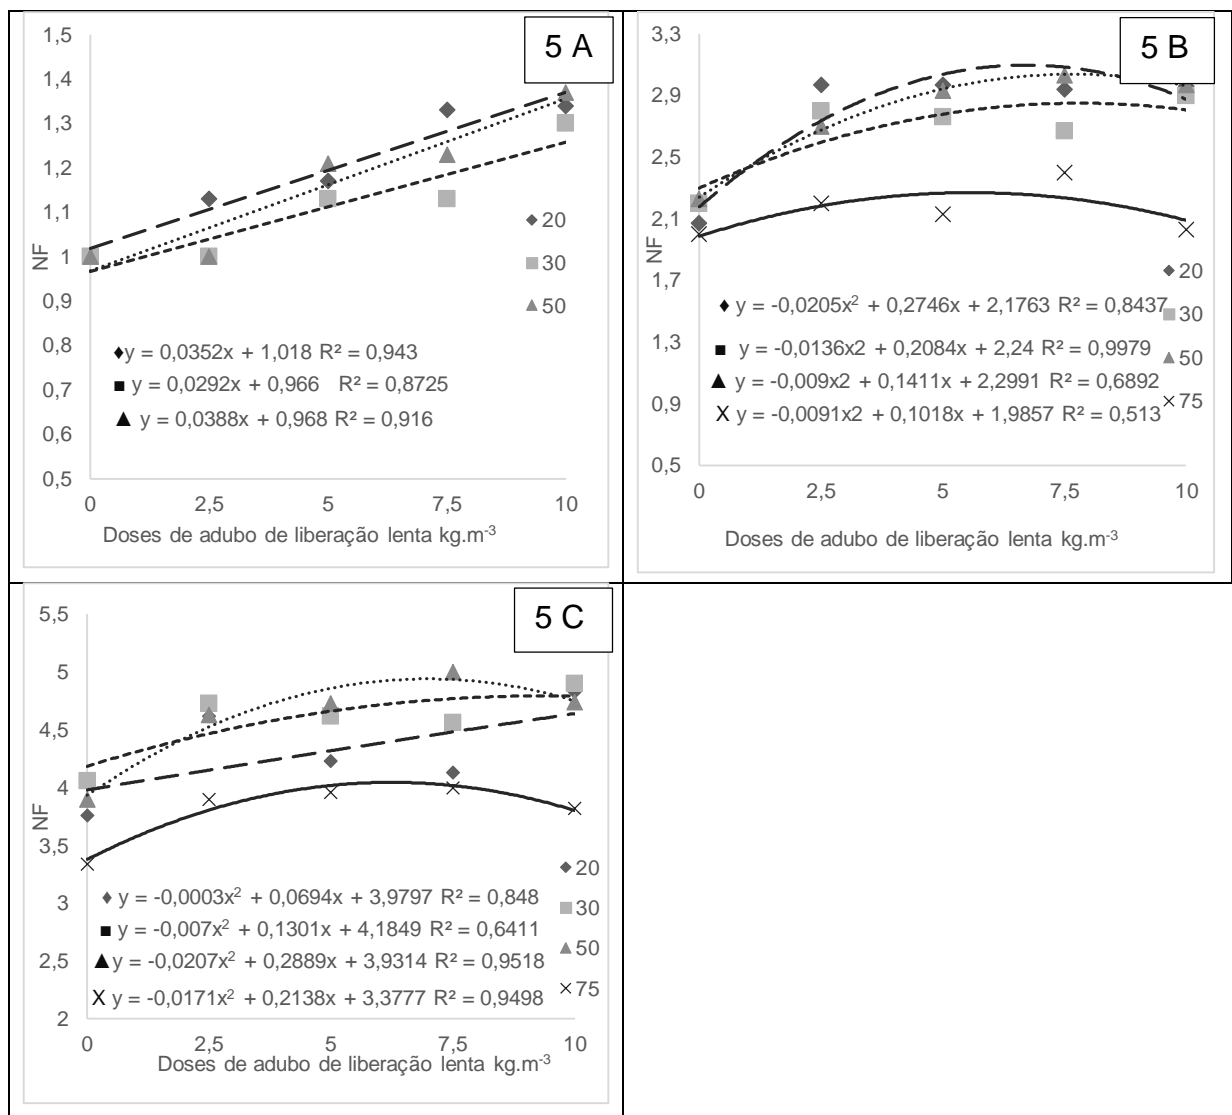 5 A
1,5
1,4
1,3
1,2
1,1
1
0,9
0,8
0,7
0,6
0,5
NF
20
30
50
♦y = 0,0352x + 1,018 R² = 0,943
■ y = 0,0292x + 0,966 R² = 0,8725
▲ y = 0,0388x + 0,968 R² = 0,916
0 2,5 5 7,5 10
Doses de adubo de liberação lenta kg.m⁻³
5 B
3,3
2,9
2,5
2,1
1,7
1,3
0,9
0,5
NF
20
30
50
75
♦ y = -0,0205x² + 0,2746x + 2,1763 R² = 0,8437
■ y = -0,0136x2 + 0,2084x + 2,24 R² = 0,9979
▲ y = -0,009x2 + 0,1411x + 2,2991 R² = 0,6892
X y = -0,0091x2 + 0,1018x + 1,9857 R² = 0,513
0 2,5 5 7,5 10
Doses de adubo de liberação lenta kg.m⁻³
5 C
5,5
5
4,5
4
3,5
3
2,5
2
NF
20
30
50
75
♦ y = -0,0003x² + 0,0694x + 3,9797 R² = 0,848
■ y = -0,007x² + 0,1301x + 4,1849 R² = 0,6411
▲y = -0,0207x² + 0,2889x + 3,9314 R² = 0,9518
X y = -0,0171x² + 0,2138x + 3,3777 R² = 0,9498
0 2,5 5 7,5 10
Doses de adubo de liberação lenta kg.m⁻³